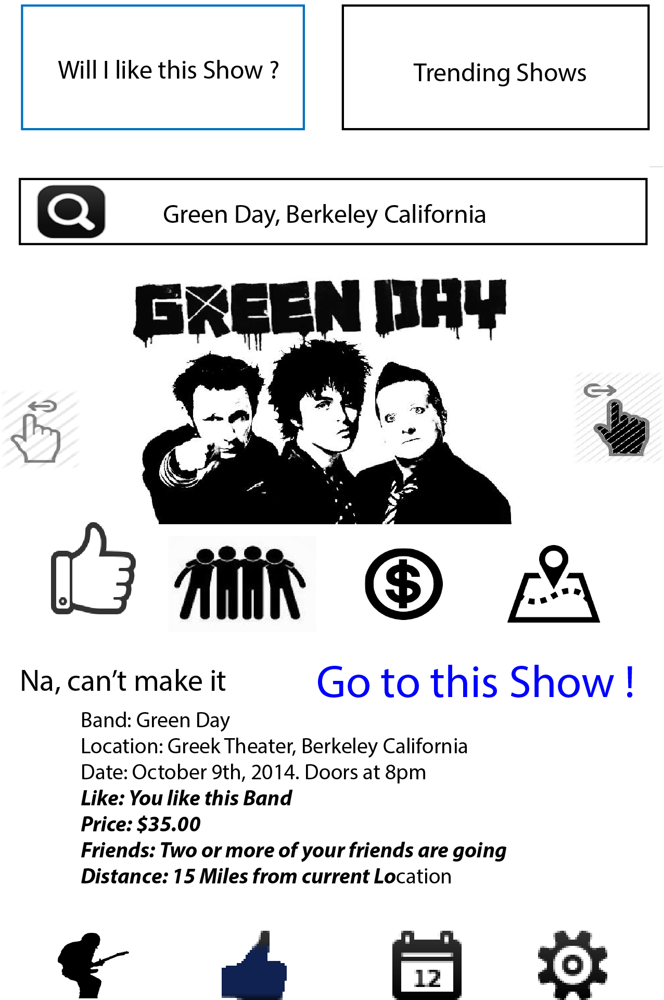 Will I like this Show ?
Trending Shows
Green Day, Berkeley California
GREEN DAY
$
Na, can't make it
Go to this Show !
Band: Green Day
Location: Greek Theater, Berkeley California
Date: October 9th, 2014. Doors at 8pm
Like: You like this Band
Price: $35.00
Friends: Two or more of your friends are going
Distance: 15 Miles from current Location
12